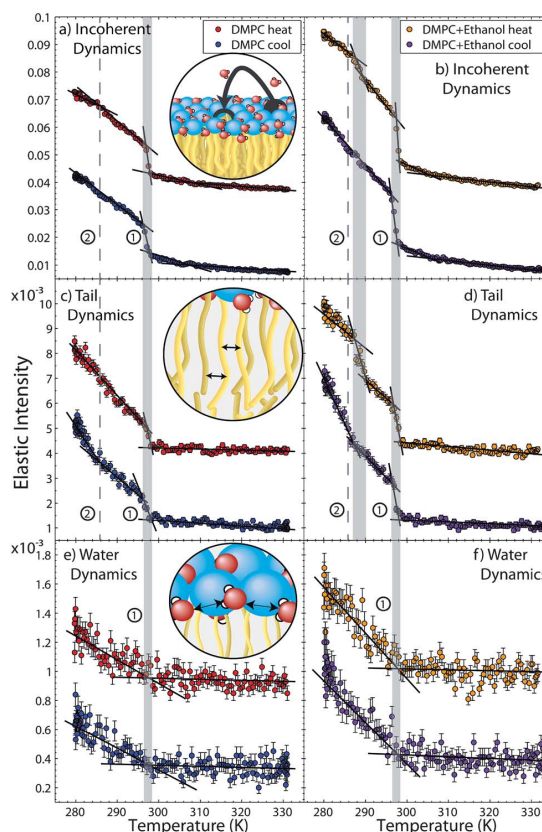 DMPC heat
DMPC cool
DMPC+Ethanol heat
DMPC+Ethanol cool
a) Incoherent
Dynamics
b) Incoherent
Dynamics
0.1
0.09
0.08
0.07
0.06
0.05
0.04
0.03
0.02
0.01
2
1
2
1
x10-3
c) Tail
Dynamics
d) Tail
Dynamics
10
9
8
7
6
5
4
3
2
1
2
1
2
1
Elastic Intensity
x10-3
e) Water
Dynamics
f) Water
Dynamics
1.8
1.6
1.4
1.2
1
0.8
0.6
0.4
0.2
1
1
280 290 300 310 320 330
280 290 300 310 320 330
Temperature (K)
Temperature (K)